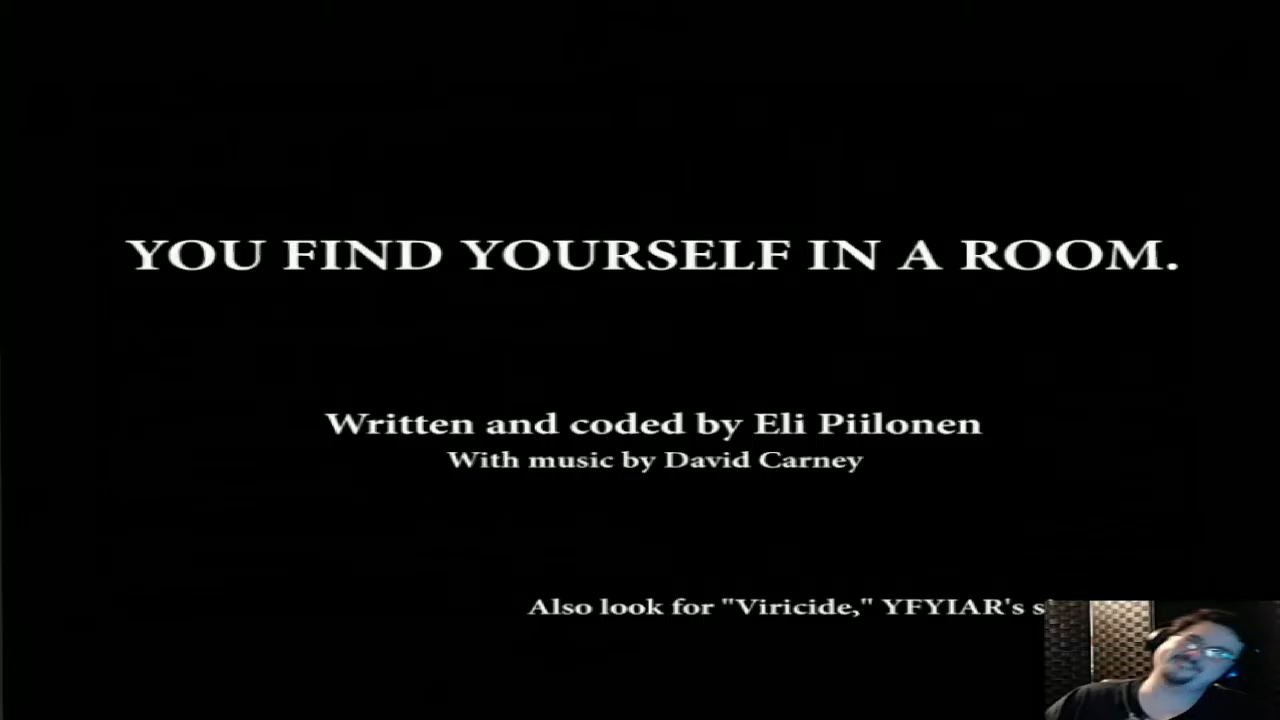 YOU FIND YOURSELF IN A ROOM.
Written and coded by Eli Piilonen
With music by David Carney
Also look for "Viricide," YFYIAR's